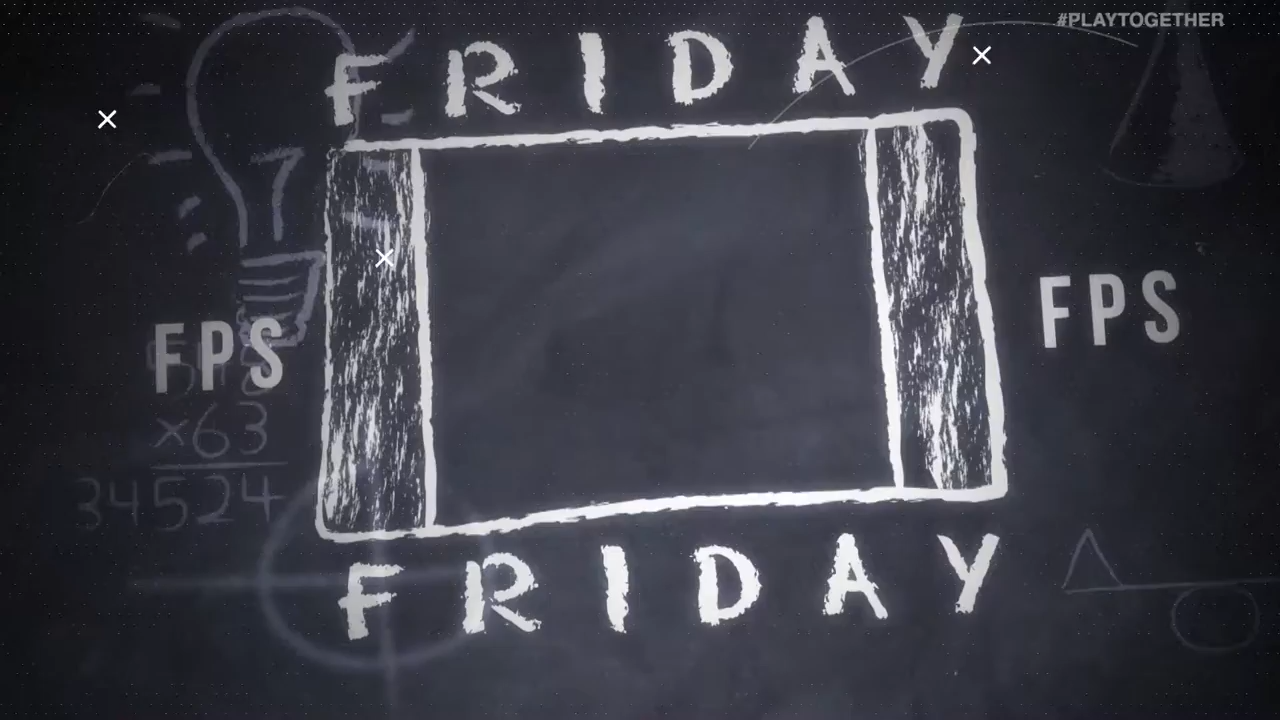 #PLAYTOGETHER
FRIDAY
FPS
FPS
×63
34524
FRIDAY